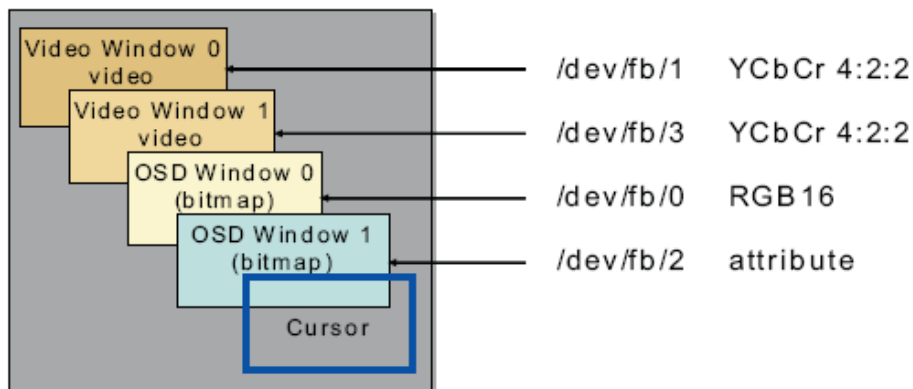 Video Window 0
video
/dev/fb/1 YCbCr 4:2:2
Video Window 1
video
/dev/fb/3 YCbCr 4:2:2
OSD Window 0
(bitmap)
/dev/fb/0 RGB16
OSD Window 1
(bitmap)
/dev/fb/2 attribute
Cursor